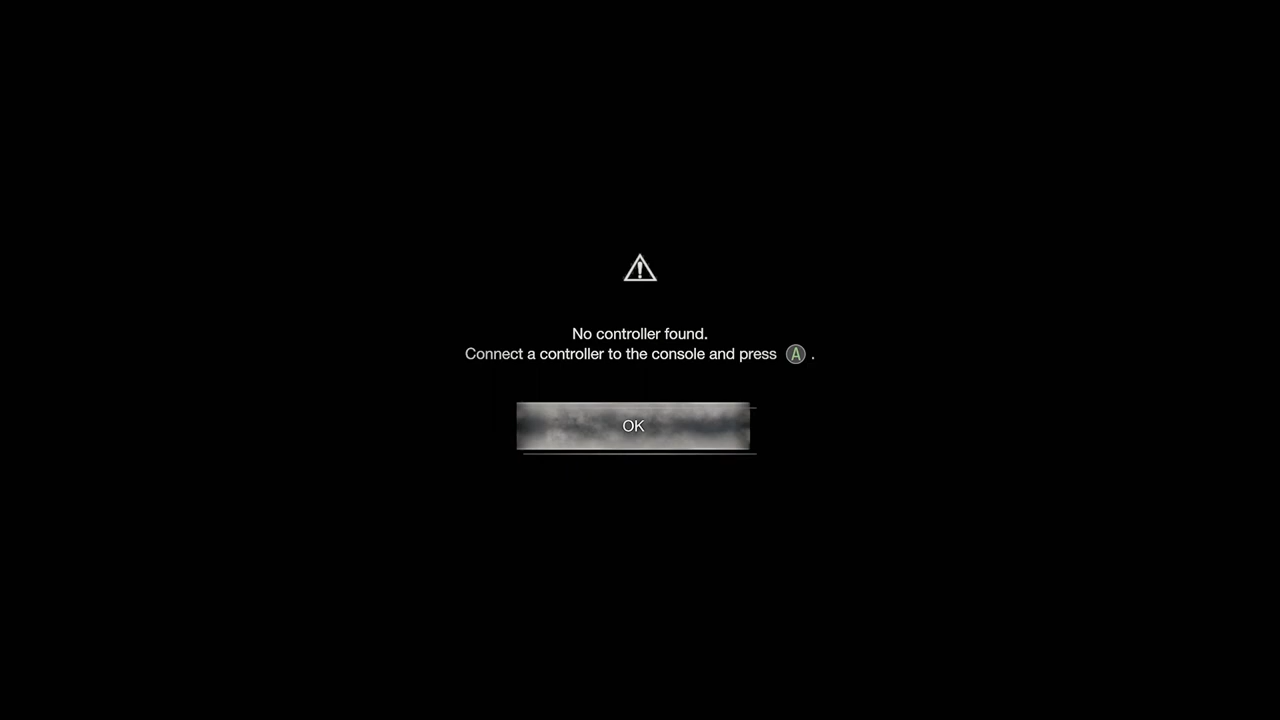 No controller found.
Connect a controller to the console and press A .
OK